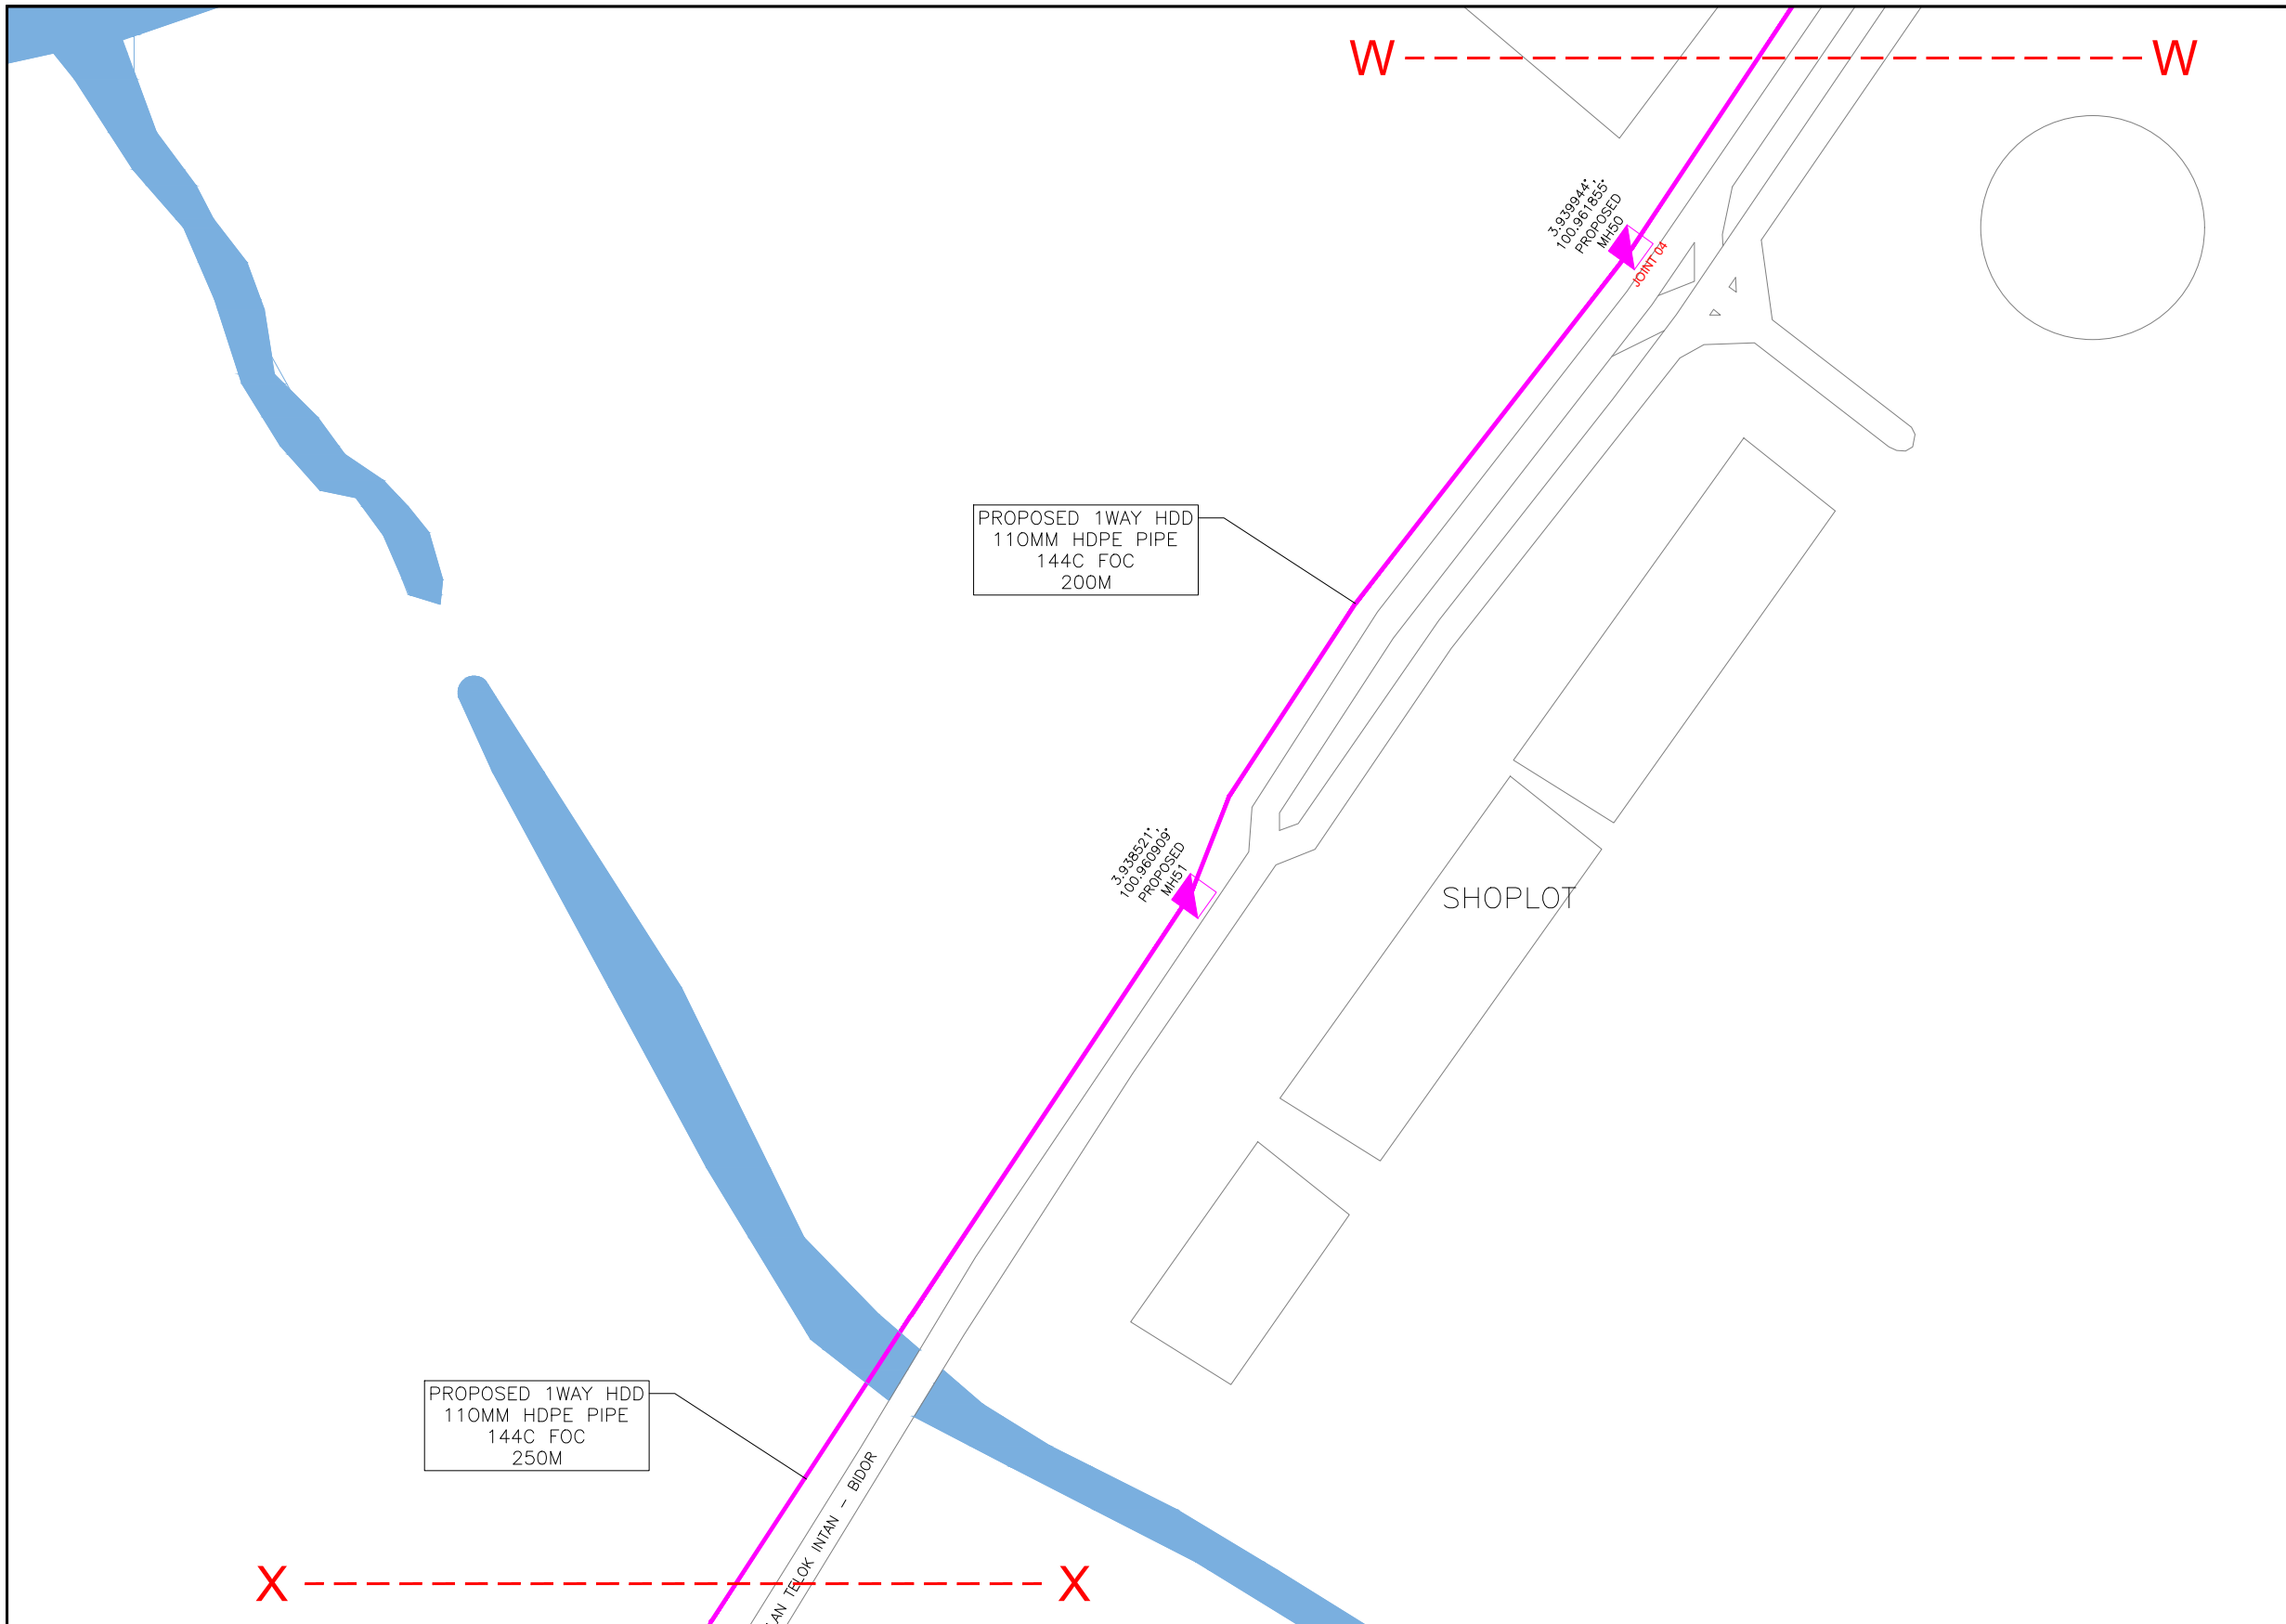 W W
3.939944°,
100.961855°
PROPOSED
MH50
JOINT 04
PROPOSED 1WAY HDD
110MM HDPE PIPE
144C FOC
200M
3.938521°,
100.960909°
PROPOSED
MH51
SHOPLOT
PROPOSED 1WAY HDD
110MM HDPE PIPE
144C FOC
250M
TELOK INTAN - BIDOR
X X